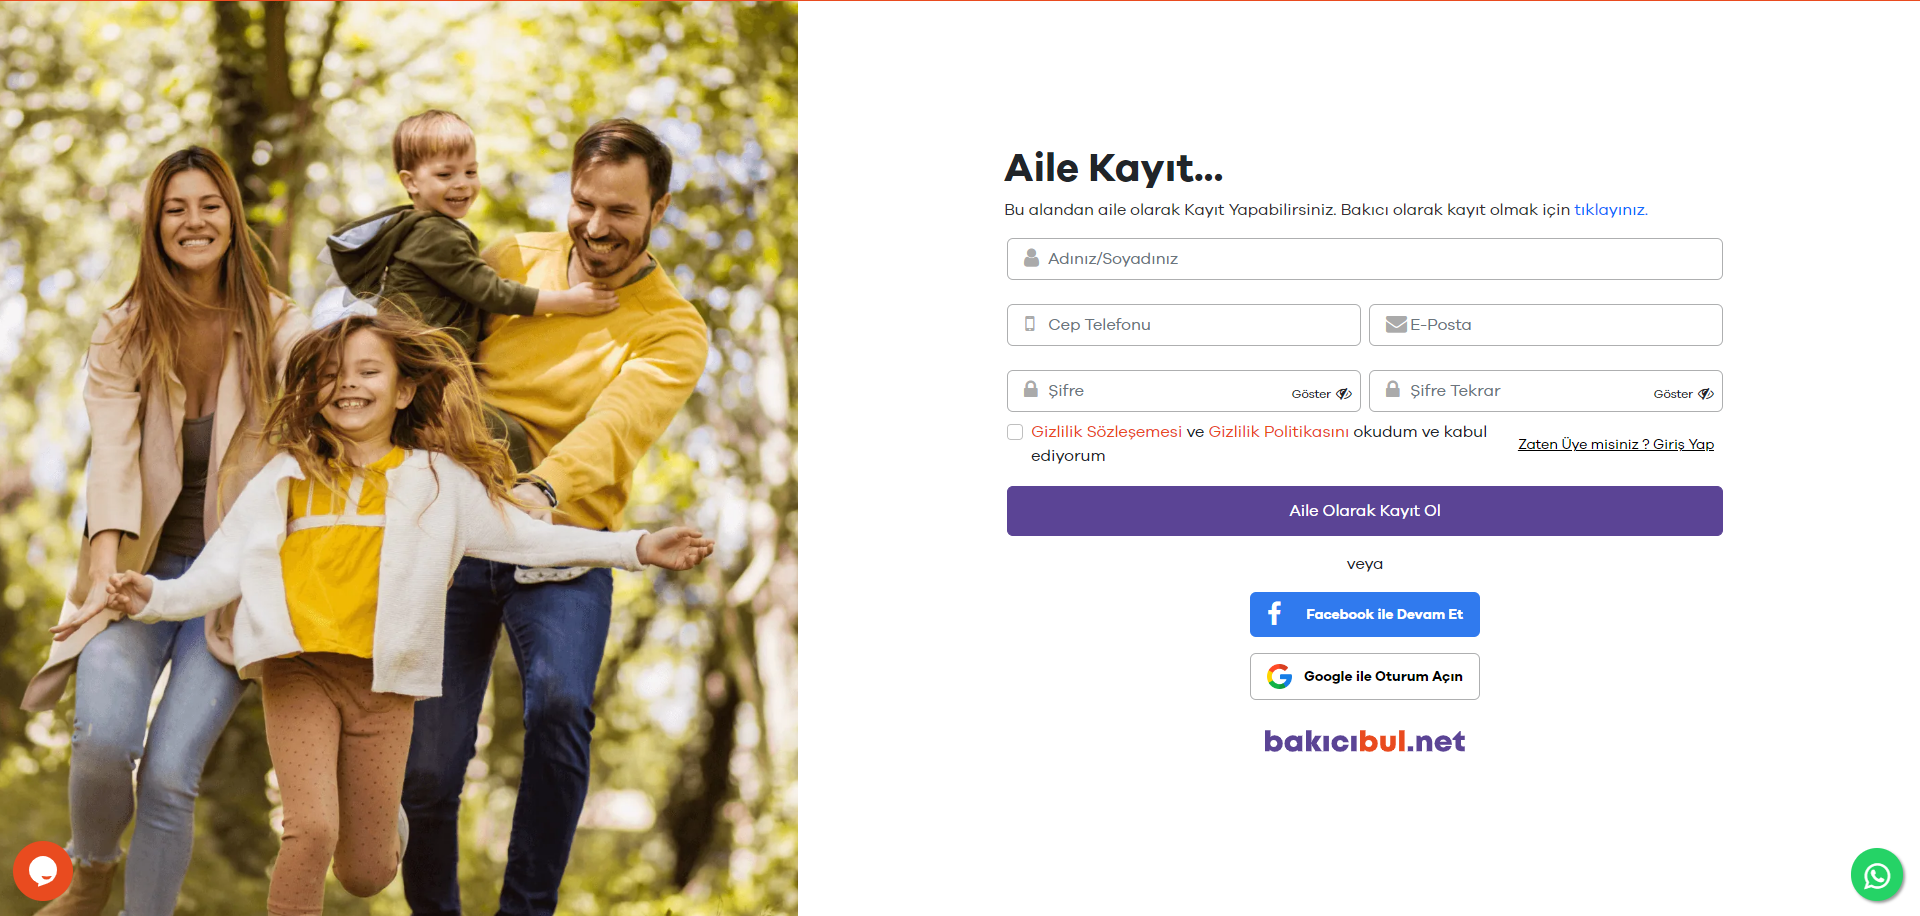 Aile Kayıt...
Bu alandan aile olarak Kayıt Yapabilirsiniz. Bakıcı olarak kayıt olmak için tıklayınız.
Adınız/Soyadınız
Cep Telefonu
E-Posta
Şifre
Göster
Şifre Tekrar
Göster
Gizlilik Sözleşemesi ve Gizlilik Politikasını okudum ve kabul
ediyorum
Zaten Üye misiniz ? Giriş Yap
Aile Olarak Kayıt Ol
veya
Facebook ile Devam Et
Google ile Oturum Açın
bakıcıbul.net